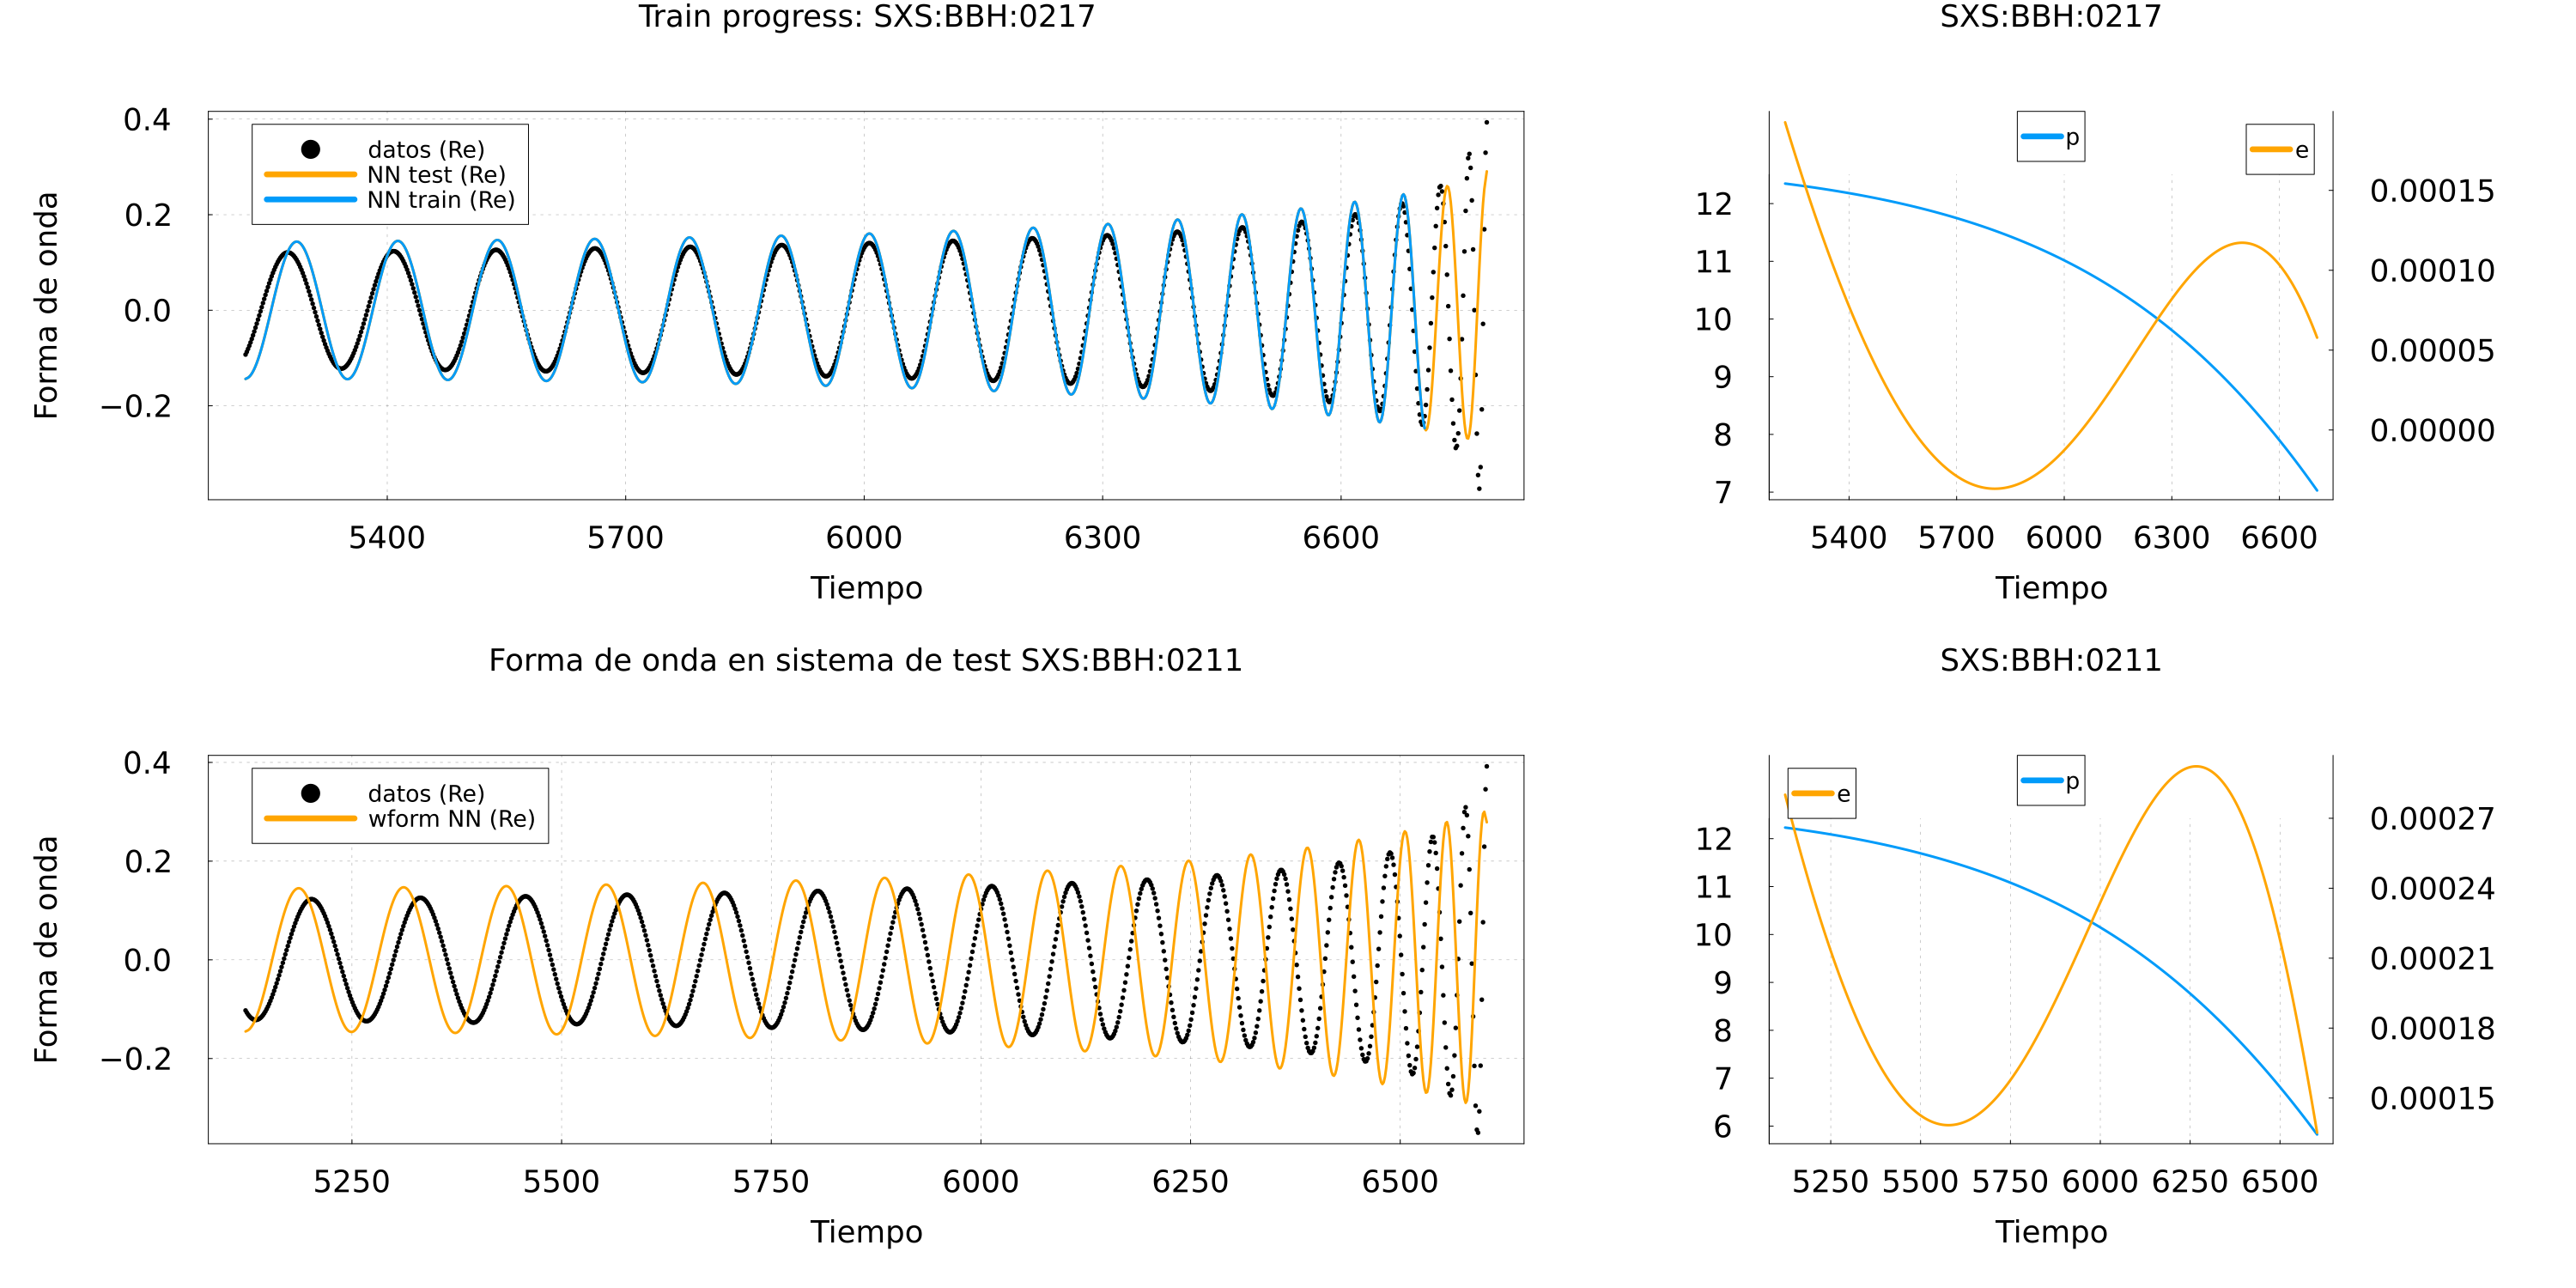 Train progress: SXS:BBH:0217
Forma de onda
0.4
0.2
0.0
−0.2
datos (Re)
NN test (Re)
NN train (Re)
5400 5700 6000 6300 6600
Tiempo
SXS:BBH:0217
12
11
10
9
8
7
p
e
0.00015
0.00010
0.00005
0.00000
5400 5700 6000 6300 6600
Tiempo
Forma de onda en sistema de test SXS:BBH:0211
Forma de onda
0.4
0.2
0.0
−0.2
datos (Re)
wform NN (Re)
5250 5500 5750 6000 6250 6500
Tiempo
SXS:BBH:0211
12
11
10
9
8
7
6
e
p
0.00027
0.00024
0.00021
0.00018
0.00015
5250 5500 5750 6000 6250 6500
Tiempo